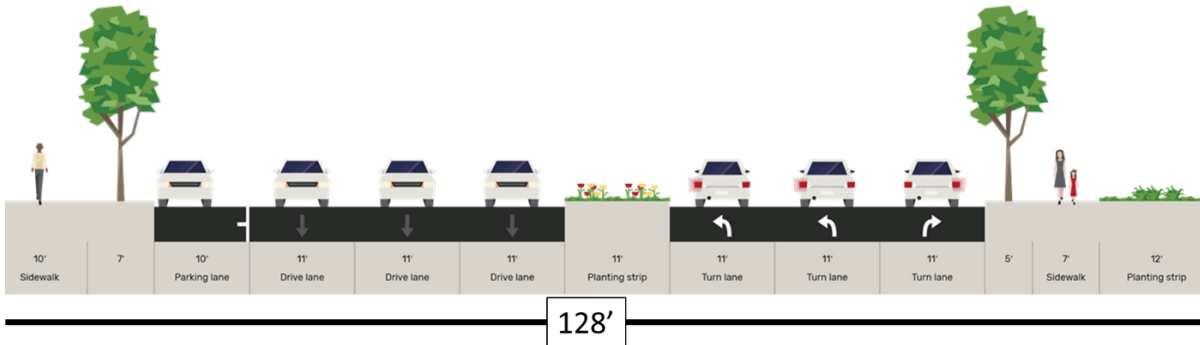 10' 7' 10' 11' 11' 11' 11' 11' 11' 11' 5' 7' 12'
Sidewalk Parking lane Drive lane Drive lane Drive lane Planting strip Turn lane Turn lane Turn lane Sidewalk Planting strip
128'